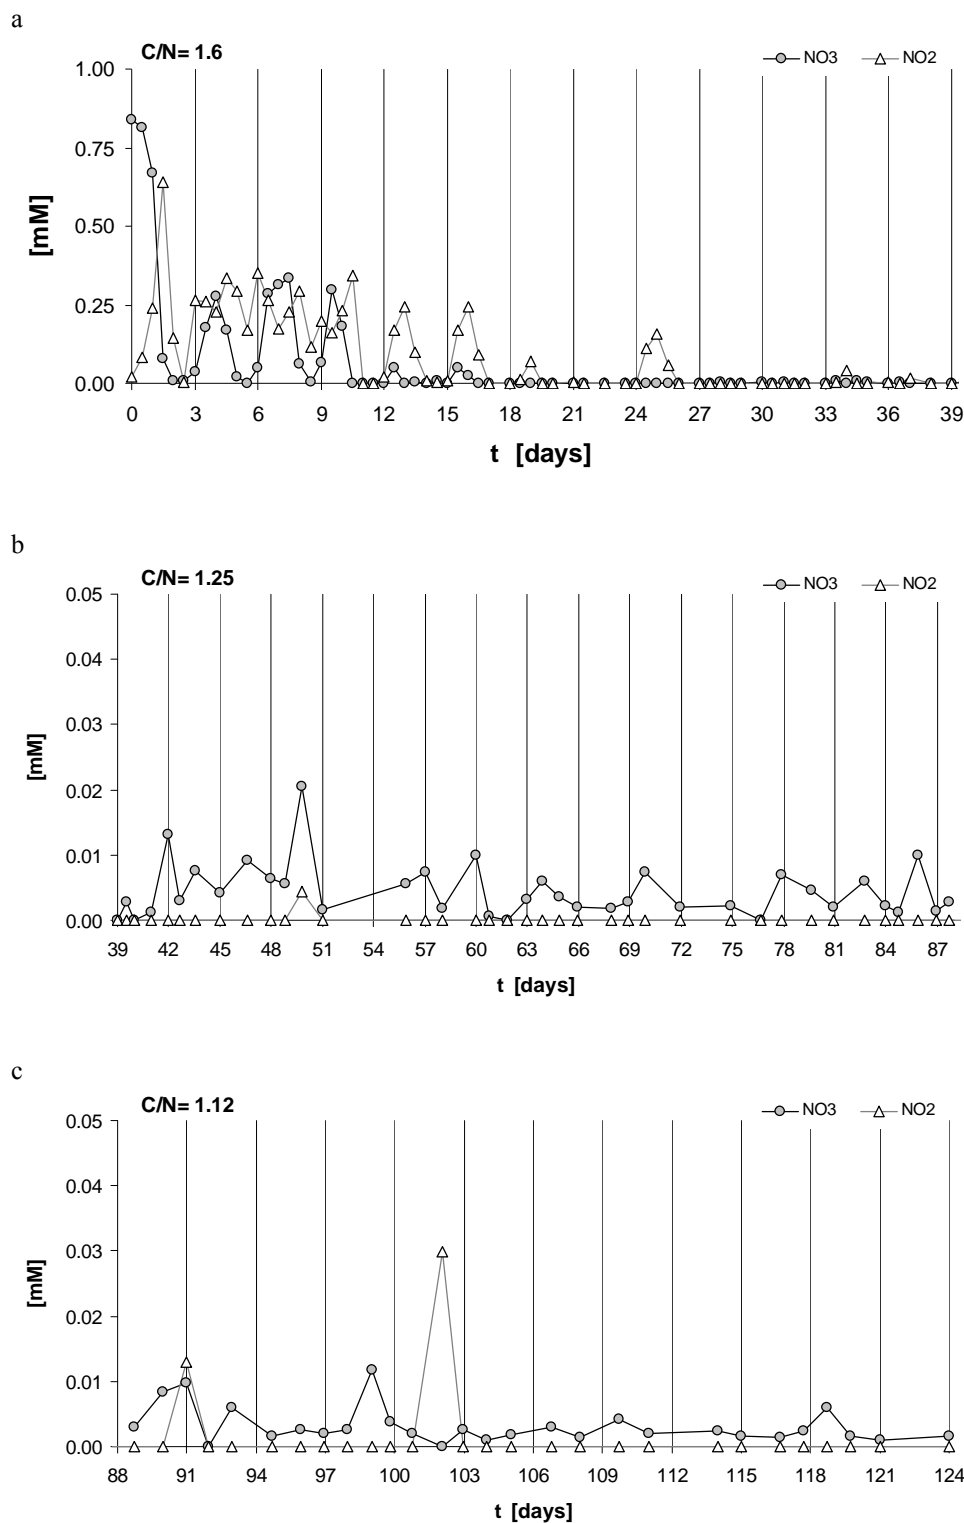 a
C/N= 1.6
NO3 NO2
1.00
0.75
0.50
0.25
0.00
[mM]
0 3 6 9 12 15 18 21 24 27 30 33 36 39
t [days]
b
C/N= 1.25
NO3 NO2
0.05
0.04
0.03
0.02
0.01
0.00
[mM]
39 42 45 48 51 54 57 60 63 66 69 72 75 78 81 84 87
t [days]
c
C/N= 1.12
NO3 NO2
0.05
0.04
0.03
0.02
0.01
0.00
[mM]
88 91 94 97 100 103 106 109 112 115 118 121 124
t [days]